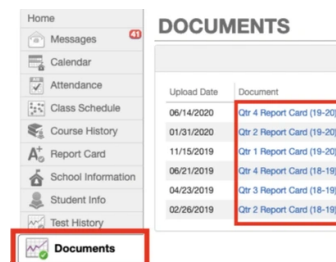 Home
Messages
41
Calendar
Attendance
Class Schedule
Course History
Report Card
School Information
Student Info
Test History
Documents
DOCUMENTS
Upload Date Document
06/14/2020 Qtr 4 Report Card (19-20)
01/31/2020 Qtr 2 Report Card (19-20)
11/15/2019 Qtr 1 Report Card (19-20)
06/21/2019 Qtr 4 Report Card (18-19)
04/23/2019 Qtr 3 Report Card (18-19)
02/26/2019 Qtr 2 Report Card (18-19)